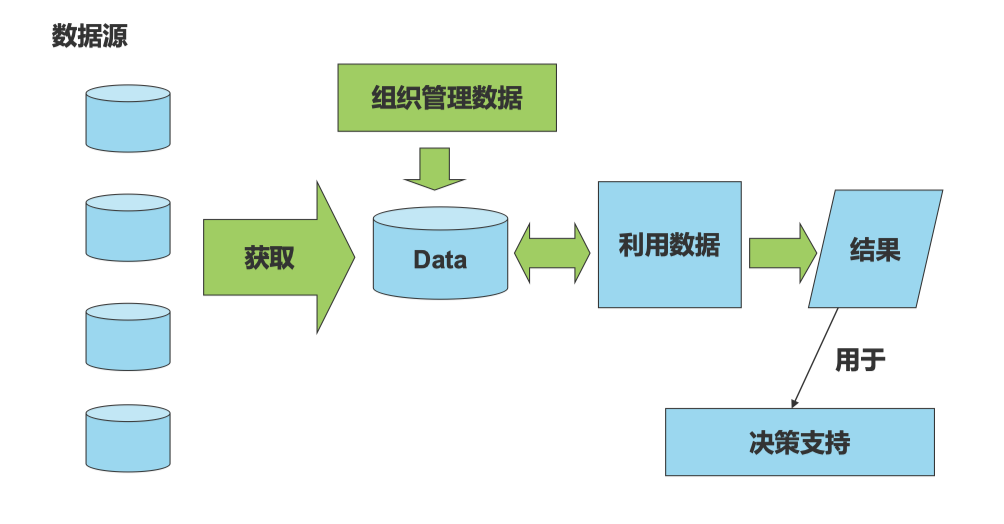 数据源
组织管理数据
获取
Data
利用数据
结果
用于
决策支持